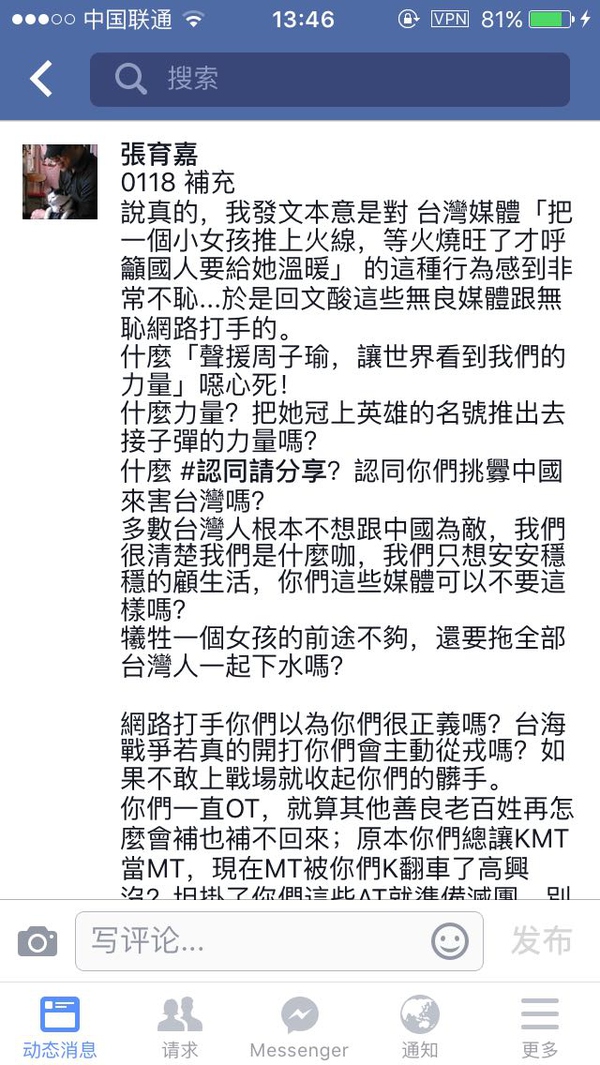 中国联通 13:46 VPN 81%
搜索
張育嘉
0118 補充
說真的，我發文本意是對 台灣媒體「把
一個小女孩推上火線，等火燒旺了才呼
籲國人要給她溫暖」 的這種行為感到非
常不恥...於是回文酸這些無良媒體跟無
恥網路打手的。
什麼「聲援周子瑜，讓世界看到我們的
力量」噁心死！
什麼力量？把她冠上英雄的名號推出去
接子彈的力量嗎？
什麼 #認同請分享？認同你們挑釁中國
來害台灣嗎？
多數台灣人根本不想跟中國為敵，我們
很清楚我們是什麼咖，我們只想安安穩
穩的顧生活，你們這些媒體可以不要這
樣嗎？
犧牲一個女孩的前途不夠，還要拖全部
台灣人一起下水嗎？
網路打手你們以為你們很正義嗎？台海
戰爭若真的開打你們會主動從戎嗎？如
果不敢上戰場就收起你們的髒手。
你們一直OT，就算其他善良老百姓再怎
麼會補也補不回來；原本你們總讓KMT
當MT，現在MT被你們K翻車了高興
沒？坦掛了你們這些AT就準備滅團，別
写评论...
发布
动态消息
请求
Messenger
通知
更多